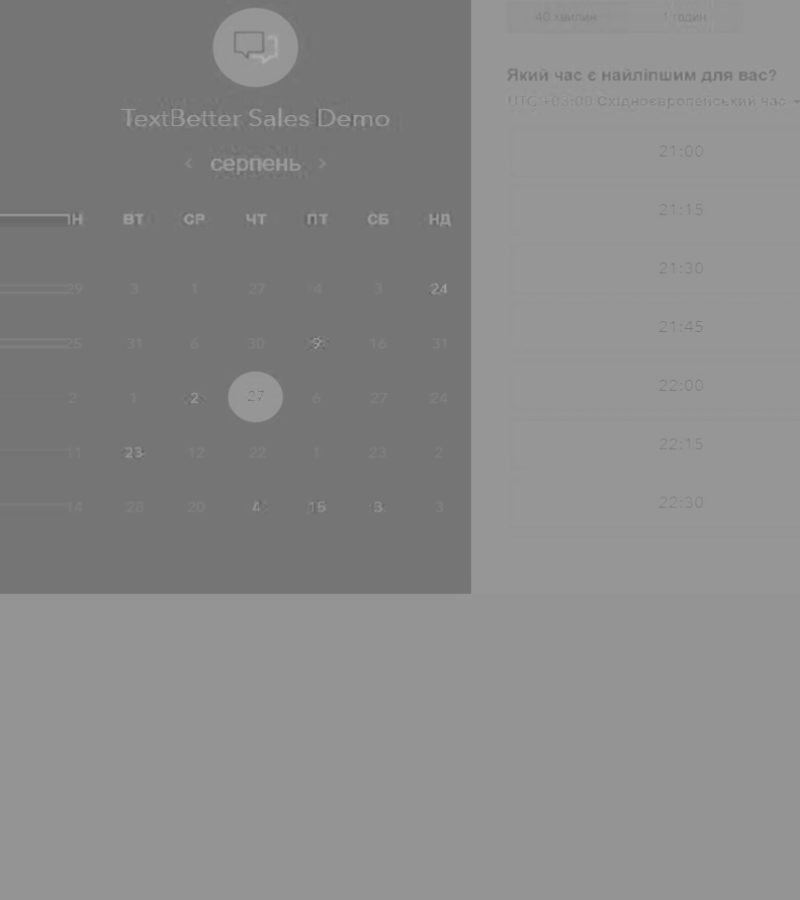 40 хвилин 1 годин
Який час є найліпшим для вас?
UTC +03:00 Східноєвропейський час
TextBetter Sales Demo
‹ серпень ›
ВТ СР ЧТ ПТ СБ НД
29 3 1 27 4 3 24
25 31 6 30 9 16 31
2 1 2 27 6 27 24
11 23 12 22 1 23 2
14 28 20 4 15 3 3
21:00
21:15
21:30
21:45
22:00
22:15
22:30